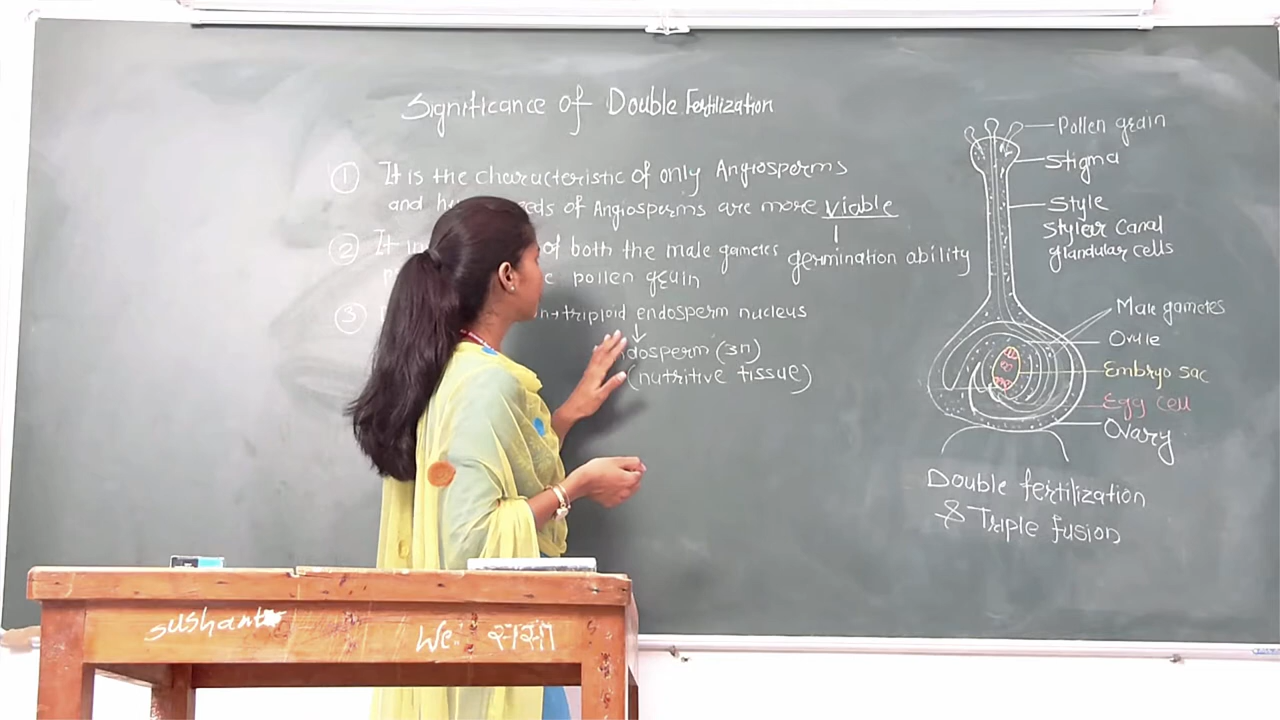 Significance of Double Fertilization
① It is the characteristic of only Angiosperms
and seeds of Angiosperms are more viable
germination ability
② It of both the male gametes
pollen grain
③ triploid endosperm nucleus
↓
endosperm (3n)
(nutritive tissue)
Pollen grain
Stigma
Style
Stylar Canal
glandular cells
Male gametes
Ovule
Embryo sac
Egg cell
Ovary
Double fertilization
& Triple fusion
sushant
We: